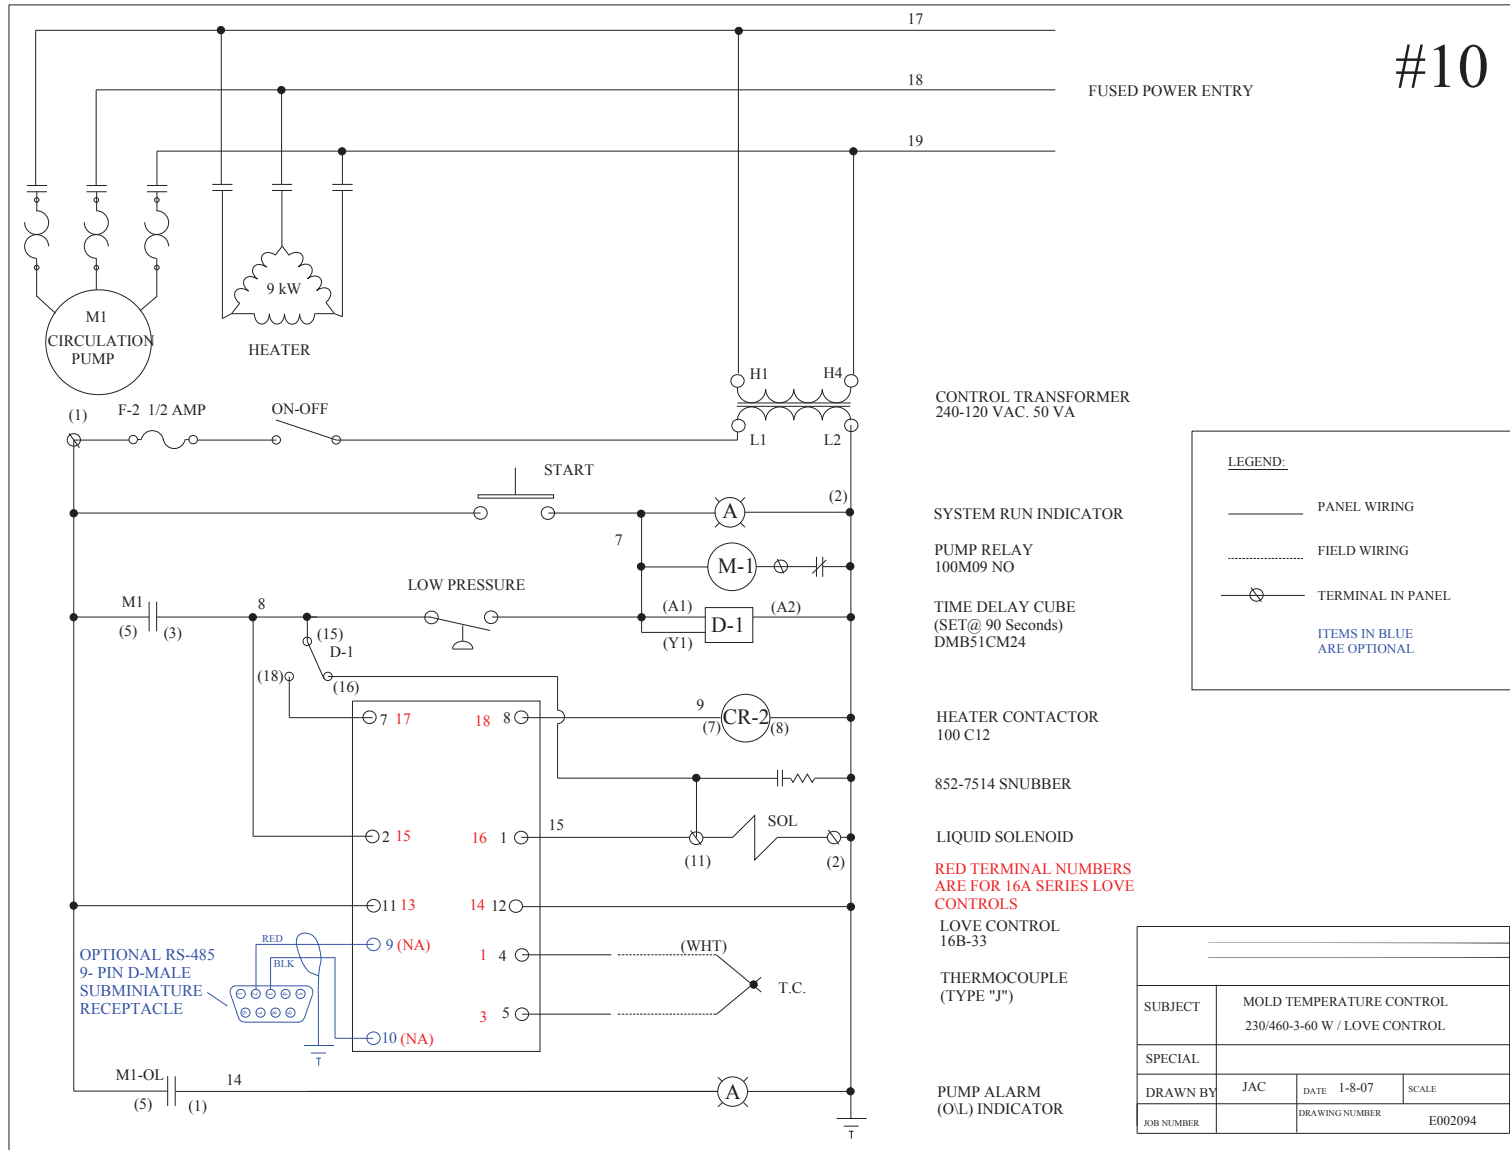 17
#10
18
FUSED POWER ENTRY
19
9 kW
M1
CIRCULATION
PUMP
HEATER
H1
H4
CONTROL TRANSFORMER
240-120 VAC. 50 VA
(1)
F-2 1/2 AMP
ON-OFF
L1
L2
LEGEND:
START
PANEL WIRING
A
(2)
SYSTEM RUN INDICATOR
7
FIELD WIRING
M-1
PUMP RELAY
100M09 NO
LOW PRESSURE
TERMINAL IN PANEL
M1
8
(5)
(3)
(A1)
D-1
(A2)
(Y1)
TIME DELAY CUBE
(SET@ 90 Seconds)
DMB51CM24
ITEMS IN BLUE
ARE OPTIONAL
(15)
D-1
(18)
(16)
7 17
18 8
9
(7)
CR-2
(8)
HEATER CONTACTOR
100 C12
852-7514 SNUBBER
2 15
16 1
15
SOL
(11)
(2)
LIQUID SOLENOID
RED TERMINAL NUMBERS
ARE FOR 16A SERIES LOVE
CONTROLS
11 13
14 12
LOVE CONTROL
16B-33
RED
9 (NA)
BLK
OPTIONAL RS-485
9- PIN D-MALE
SUBMINIATURE
RECEPTACLE
1 4
(WHT)
T.C.
THERMOCOUPLE
(TYPE "J")
3 5
10 (NA)
T
M1-OL
14
(5)
(1)
A
PUMP ALARM
(O\L) INDICATOR
T
SUBJECT
MOLD TEMPERATURE CONTROL
230/460-3-60 W / LOVE CONTROL
SPECIAL
DRAWN BY
JAC
DATE 1-8-07
SCALE
JOB NUMBER
DRAWING NUMBER
E002094